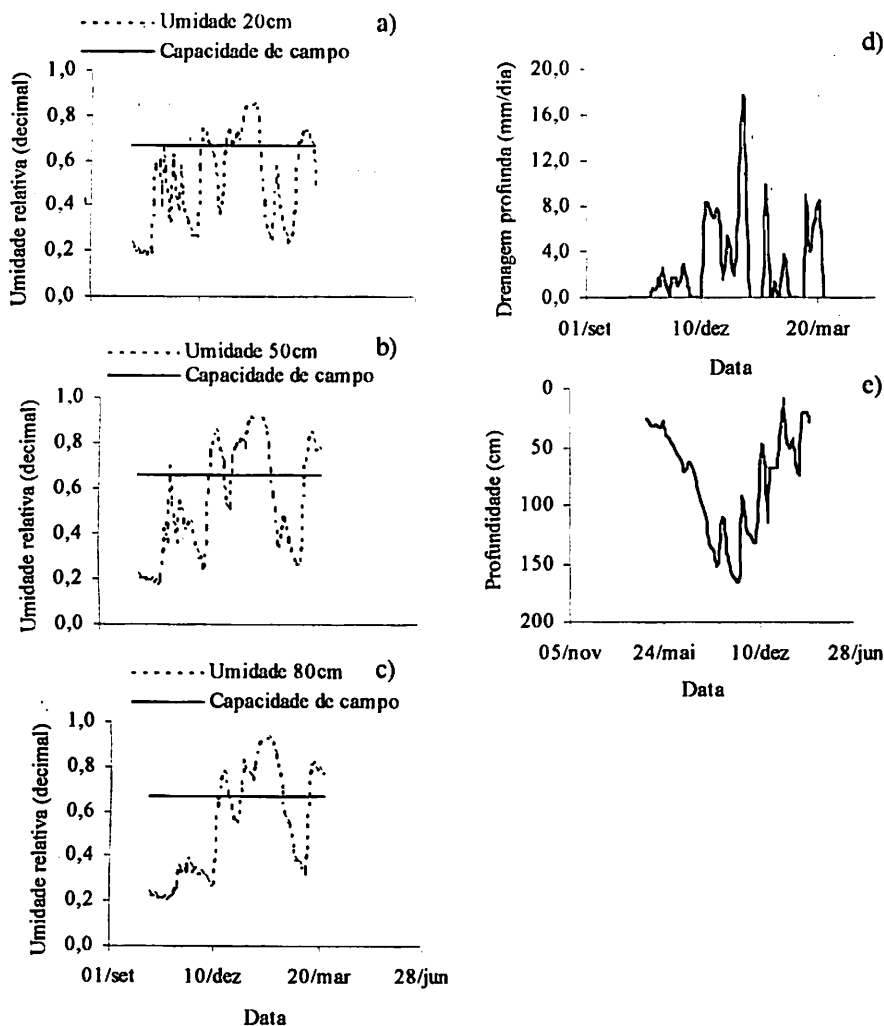 Umidade 20cm
Capacidade de campo
a)
Umidade relativa (decimal)
1,0
0,8
0,6
0,4
0,2
0,0
Umidade 50cm
Capacidade de campo
b)
Umidade relativa (decimal)
1,0
0,8
0,6
0,4
0,2
0,0
Umidade 80cm
Capacidade de campo
c)
Umidade relativa (decimal)
1,0
0,8
0,6
0,4
0,2
0,0
01/set
10/dez
20/mar
28/jun
Data
d)
Drenagem profunda (mm/dia)
20,0
16,0
12,0
8,0
4,0
0,0
01/set
10/dez
20/mar
Data
e)
Profundidade (cm)
0
50
100
150
200
05/nov
24/mai
10/dez
28/jun
Data